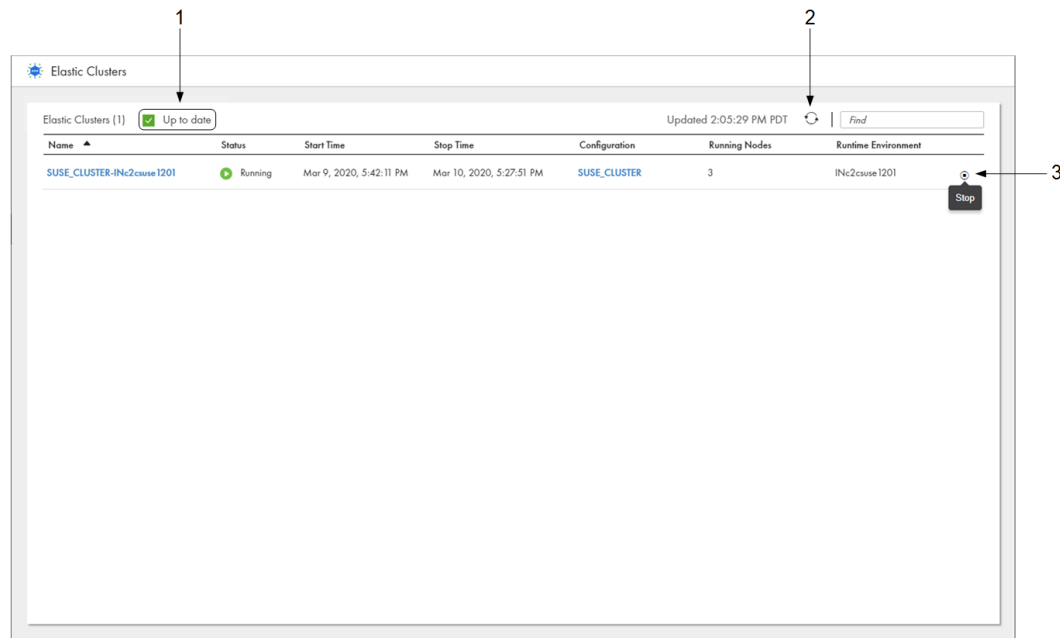 1 2
Elastic Clusters
Elastic Clusters (1) Up to date Updated 2:05:29 PM PDT Find
Name Status Start Time Stop Time Configuration Running Nodes Runtime Environment
SUSE_CLUSTER-INc2csuse1201 Running Mar 9, 2020, 5:42:11 PM Mar 10, 2020, 5:27:51 PM SUSE_CLUSTER 3 INc2csuse1201 3
Stop